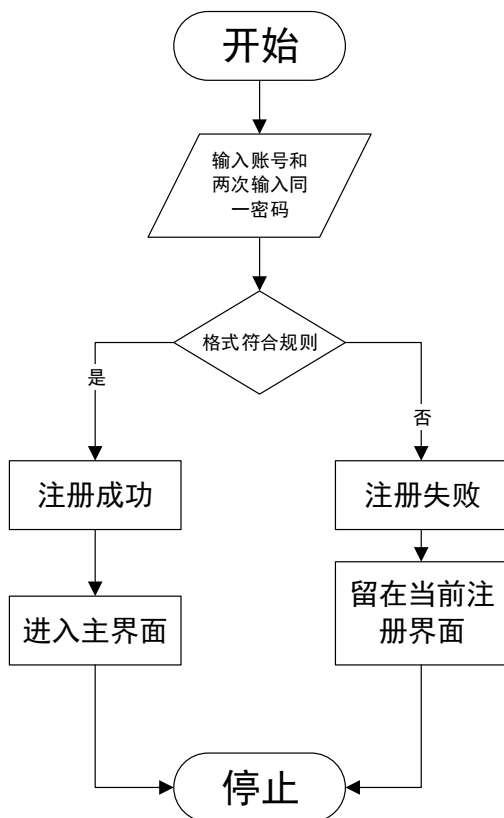 开始
输入账号和
两次输入同
一密码
格式符合规则
是
否
注册成功
注册失败
进入主界面
留在当前注
册界面
停止